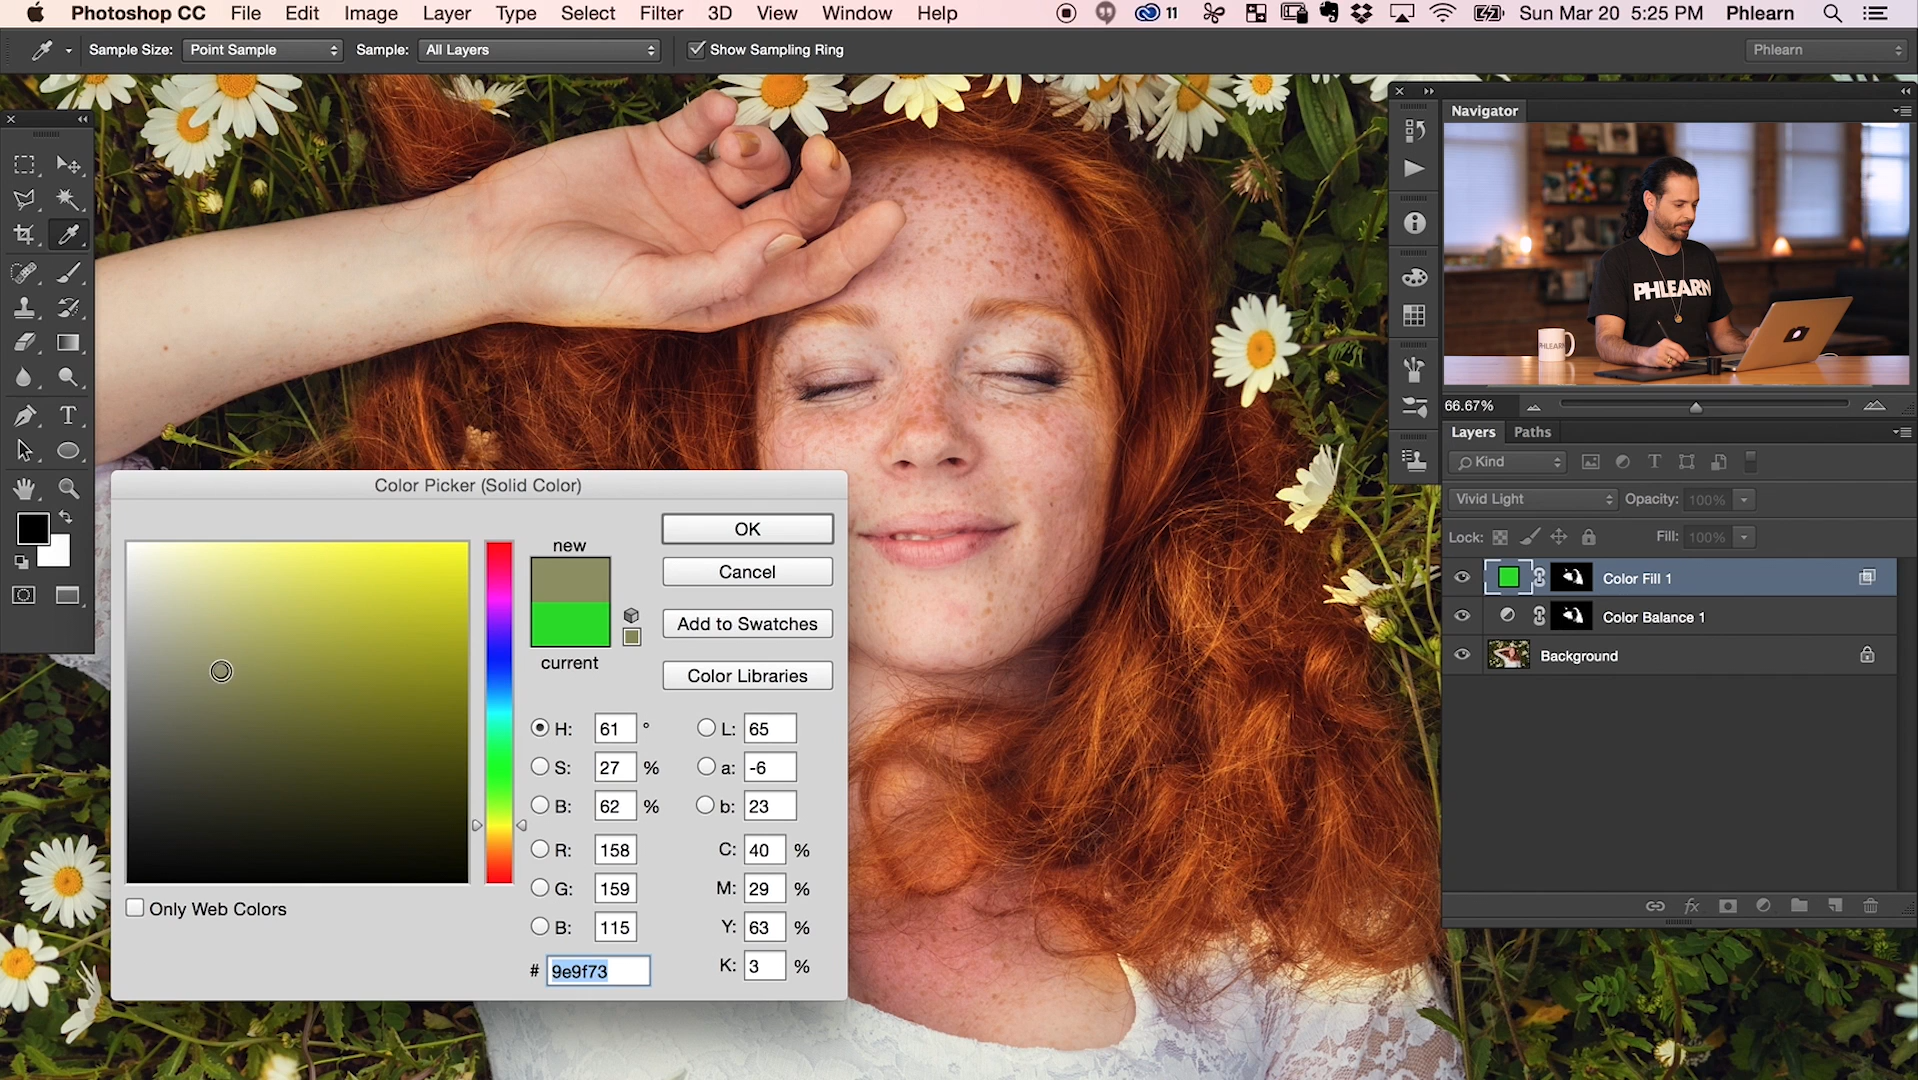 Photoshop CC File Edit Image Layer Type Select Filter 3D View Window Help 11 Sun Mar 20 5:25 PM Phlearn
Sample Size: Point Sample Sample: All Layers Show Sampling Ring Phlearn
Navigator
PHLEARN
PHLEARN
66.67%
Layers Paths
Kind
Vivid Light Opacity: 100%
Lock: Fill: 100%
Color Fill 1
Color Balance 1
Background
T
Color Picker (Solid Color)
new
current
OK
Cancel
Add to Swatches
Color Libraries
H: 61 ° L: 65
S: 27 % a: -6
B: 62 % b: 23
R: 158 C: 40 %
G: 159 M: 29 %
B: 115 Y: 63 %
# 9e9f73 K: 3 %
Only Web Colors
fx